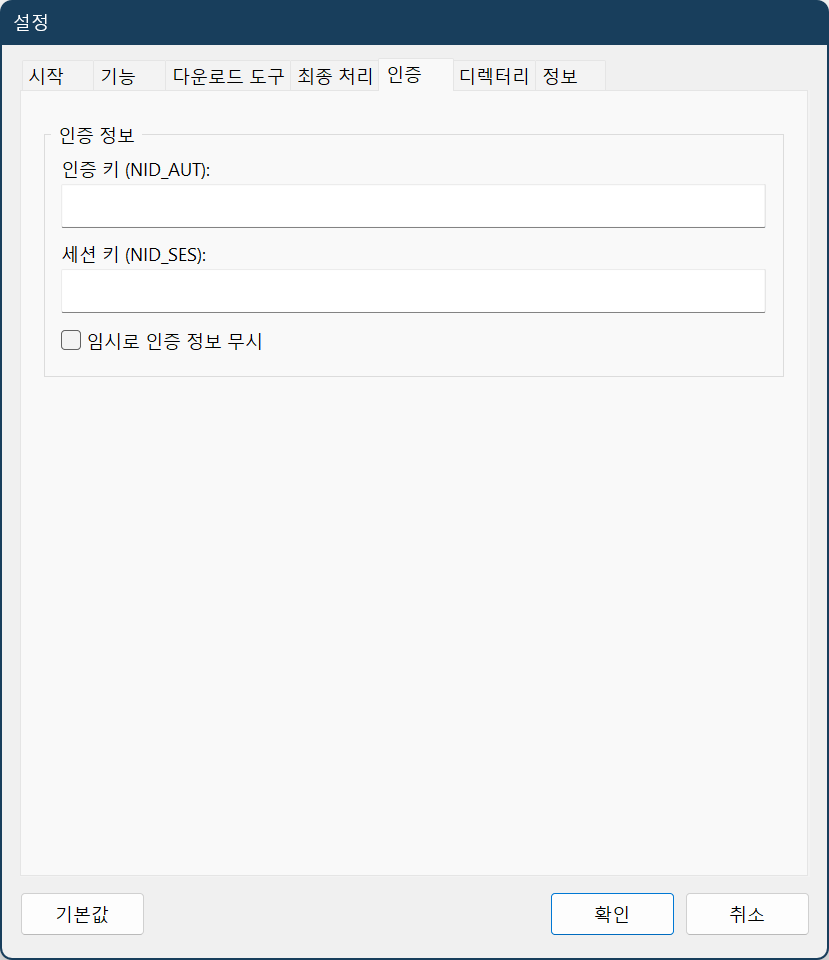 설정
시작 기능 다운로드 도구 최종 처리 인증 디렉터리 정보
인증 정보
인증 키 (NID_AUT):
세션 키 (NID_SES):
임시로 인증 정보 무시
기본값 확인 취소